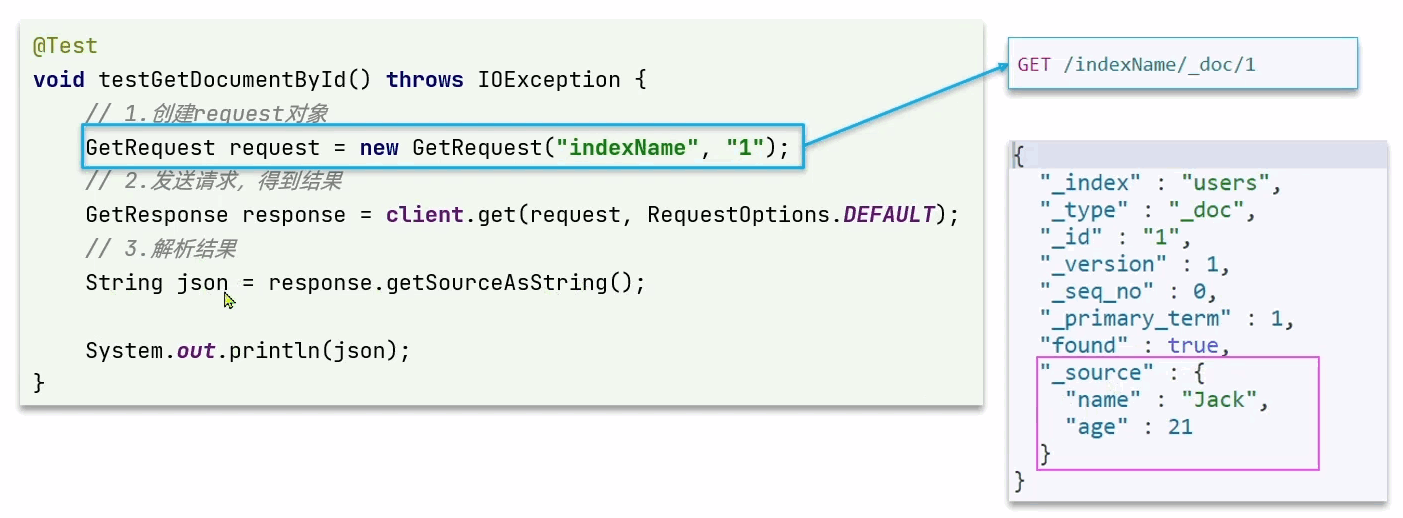 @Test
void testGetDocumentById() throws IOException {
// 1.创建request对象
GetRequest request = new GetRequest("indexName", "1");
// 2.发送请求，得到结果
GetResponse response = client.get(request, RequestOptions.DEFAULT);
// 3.解析结果
String json = response.getSourceAsString();
System.out.println(json);
}
GET /indexName/_doc/1
{
"_index" : "users",
"_type" : "_doc",
"_id" : "1",
"_version" : 1,
"_seq_no" : 0,
"_primary_term" : 1,
"found" : true,
"_source" : {
"name" : "Jack",
"age" : 21
}
}